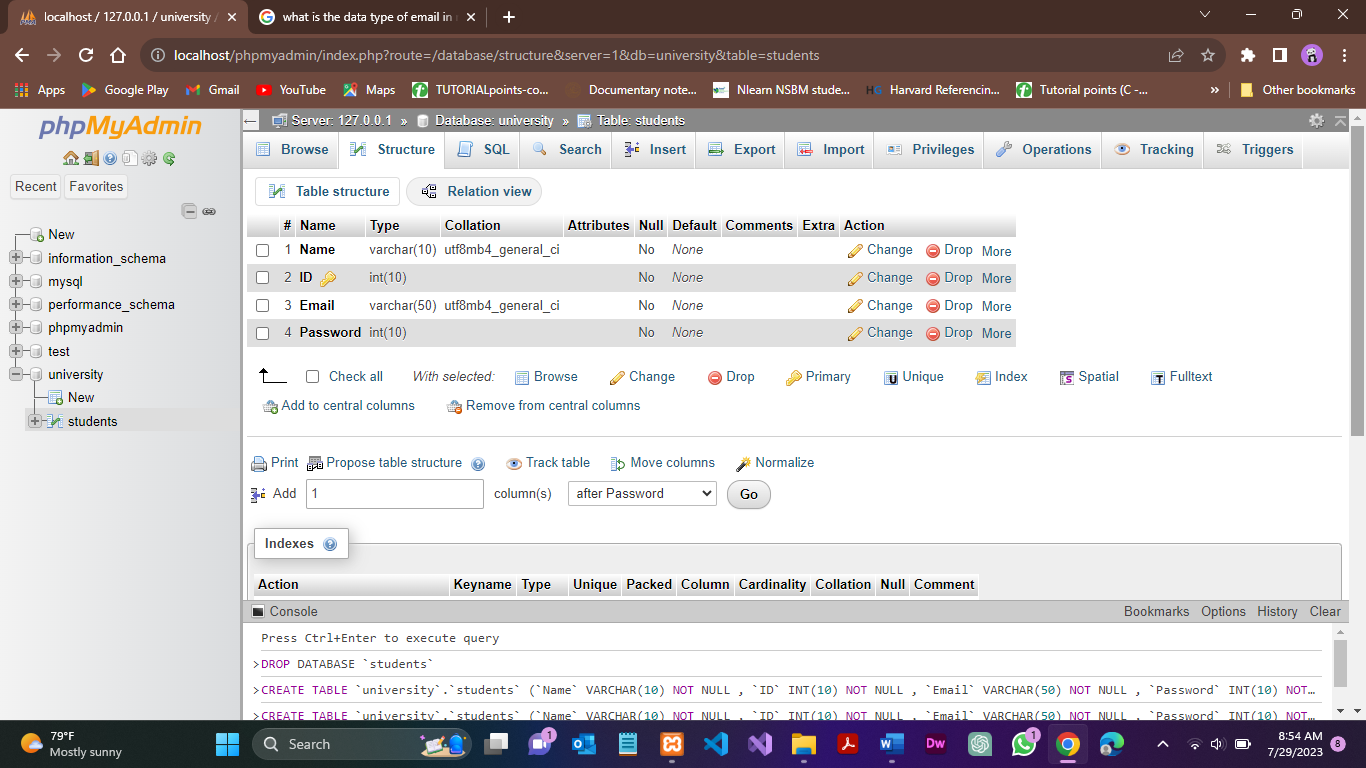 localhost / 127.0.0.1 / university /
what is the data type of email in
localhost/phpmyadmin/index.php?route=/database/structure&server=1&db=university&table=students
Apps Google Play Gmail YouTube Maps TUTORIALpoints-co... Documentary note... Nlearn NSBM stude... Harvard Referencin... Tutorial points (C -... » Other bookmarks
phpMyAdmin
Recent Favorites
New
information_schema
mysql
performance_schema
phpmyadmin
test
university
New
students
Server: 127.0.0.1 » Database: university » Table: students
Browse Structure SQL Search Insert Export Import Privileges Operations Tracking Triggers
Table structure Relation view
# Name Type Collation Attributes Null Default Comments Extra Action
1 Name varchar(10) utf8mb4_general_ci No None Change Drop More
2 ID int(10) No None Change Drop More
3 Email varchar(50) utf8mb4_general_ci No None Change Drop More
4 Password int(10) No None Change Drop More
Check all With selected: Browse Change Drop Primary Unique Index Spatial Fulltext
Add to central columns Remove from central columns
Print Propose table structure Track table Move columns Normalize
Add 1 column(s) after Password Go
Indexes
Action Keyname Type Unique Packed Column Cardinality Collation Null Comment
Console Bookmarks Options History Clear
Press Ctrl+Enter to execute query
>DROP DATABASE `students`
>CREATE TABLE `university`.`students` (`Name` VARCHAR(10) NOT NULL , `ID` INT(10) NOT NULL , `Email` VARCHAR(50) NOT NULL , `Password` INT(10) NOT…
>CREATE TABLE `university`.`students` (`Name` VARCHAR(10) NOT NULL , `ID` INT(10) NOT NULL , `Email` VARCHAR(50) NOT NULL , `Password` INT(10) NOT…
79°F
Mostly sunny
Search
1
Dw
W
1
8:54 AM
7/29/2023
8